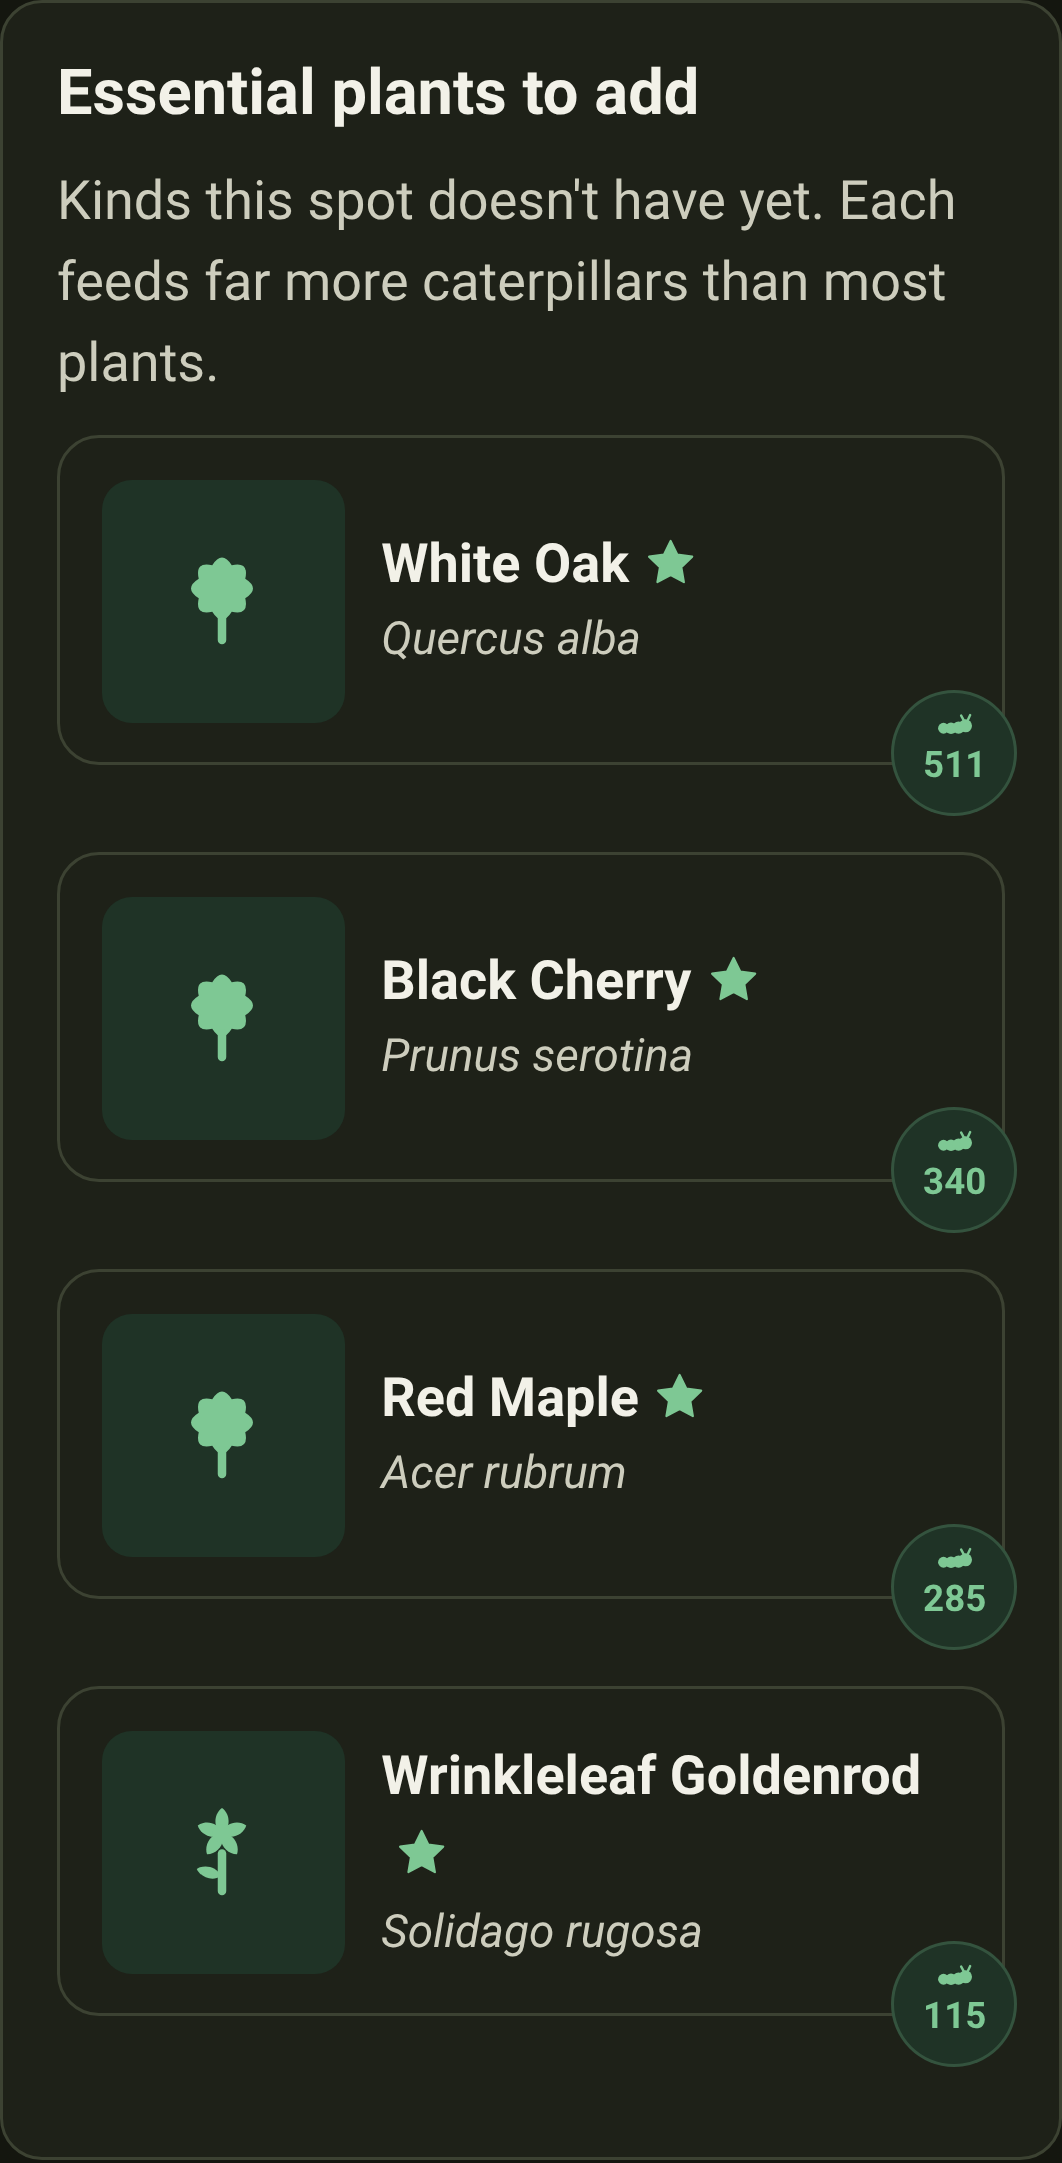 Essential plants to add
Kinds this spot doesn't have yet. Each
feeds far more caterpillars than most
plants.
White Oak
Quercus alba
511
Black Cherry
Prunus serotina
340
Red Maple
Acer rubrum
285
Wrinkleleaf Goldenrod
Solidago rugosa
115